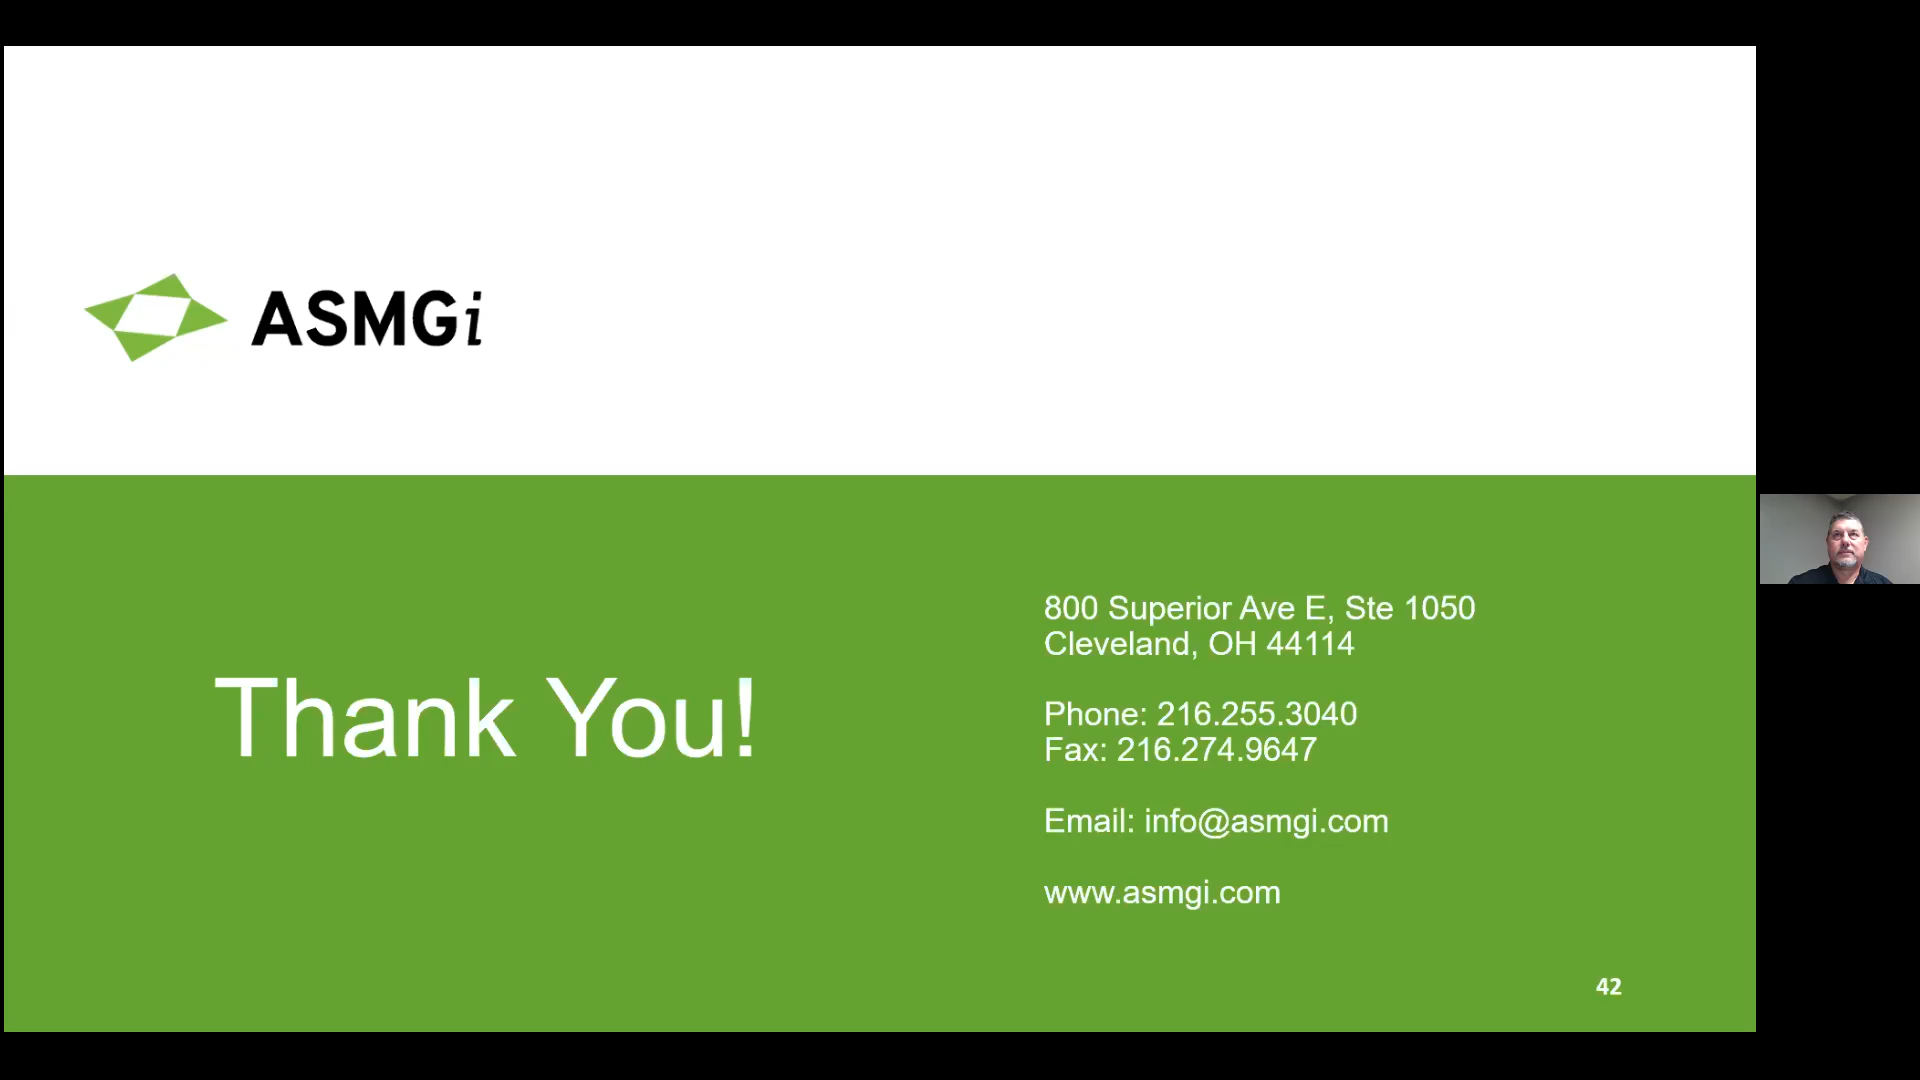 ASMGi
Thank You!
800 Superior Ave E, Ste 1050
Cleveland, OH 44114
Phone: 216.255.3040
Fax: 216.274.9647
Email: info@asmgi.com
www.asmgi.com
42